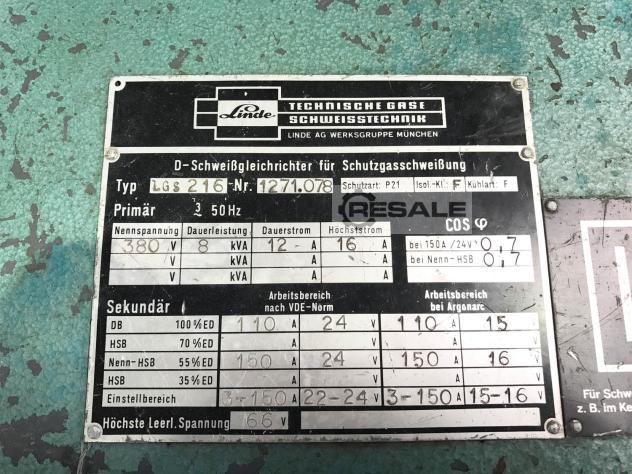 Linde
TECHNISCHE GASE
SCHWEISSTECHNIK
LINDE AG WERKSGRUPPE MÜNCHEN
D-Schweißgleichrichter für Schutzgasschweißung
Typ LGS 216 -Nr. 1271.078 Schutzart: P21 Isol.-Kl.: F Kühlart: F
Primär 3~ 50 Hz
RESALE
COS φ
Nennspannung Dauerleistung Dauerstrom Höchststrom
380 V 8 kVA 12 A 16 A bei 150A/24V 0,7
V kVA A A bei Nenn-HSB 0,7
V kVA A A
Sekundär Arbeitsbereich nach VDE-Norm Arbeitsbereich bei Argonarc
DB 100%ED 110 A 24 V 110 A 15 V
HSB 70%ED A V A V
Nenn-HSB 55%ED 150 A 24 V 150 A 16 V
HSB 35%ED A V A V
Einstellbereich 3-150 A 22-24 V 3-150 A 15-16 V
Höchste Leerl. Spannung 66 V
Für Schw
z. B. im Ke